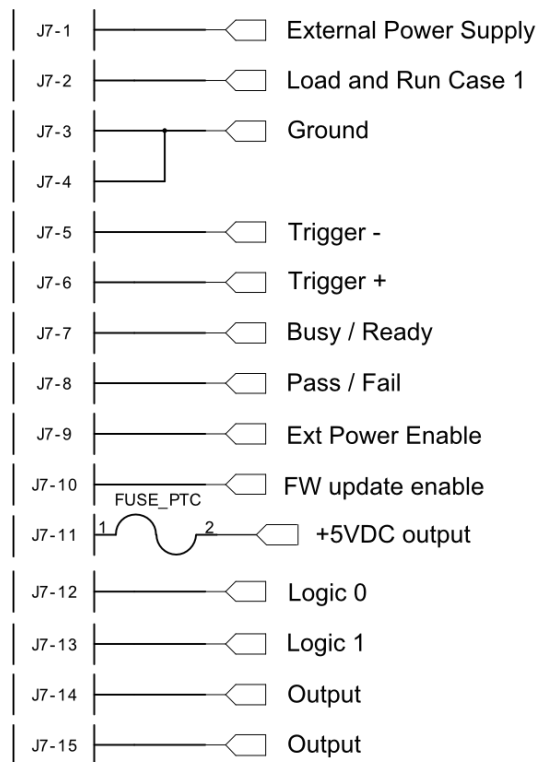 J7-1 External Power Supply
J7-2 Load and Run Case 1
J7-3 Ground
J7-4
J7-5 Trigger -
J7-6 Trigger +
J7-7 Busy / Ready
J7-8 Pass / Fail
J7-9 Ext Power Enable
J7-10 FW update enable
FUSE_PTC
J7-11 1 2 +5VDC output
J7-12 Logic 0
J7-13 Logic 1
J7-14 Output
J7-15 Output